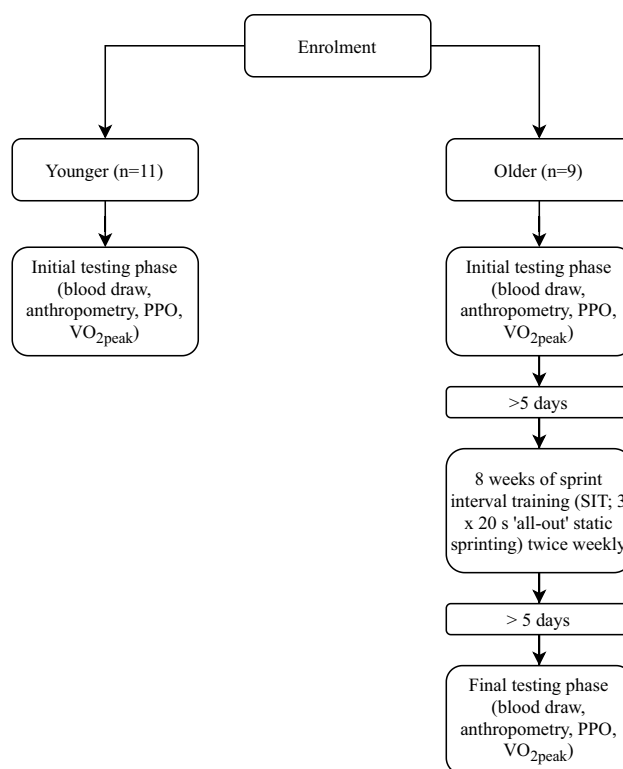 Enrolment
Younger (n=11)
Older (n=9)
Initial testing phase
(blood draw,
anthropometry, PPO,
VO2peak)
Initial testing phase
(blood draw,
anthropometry, PPO,
VO2peak)
>5 days
8 weeks of sprint
interval training (SIT; 3
x 20 s 'all-out' static
sprinting) twice weekly
> 5 days
Final testing phase
(blood draw,
anthropometry, PPO,
VO2peak)